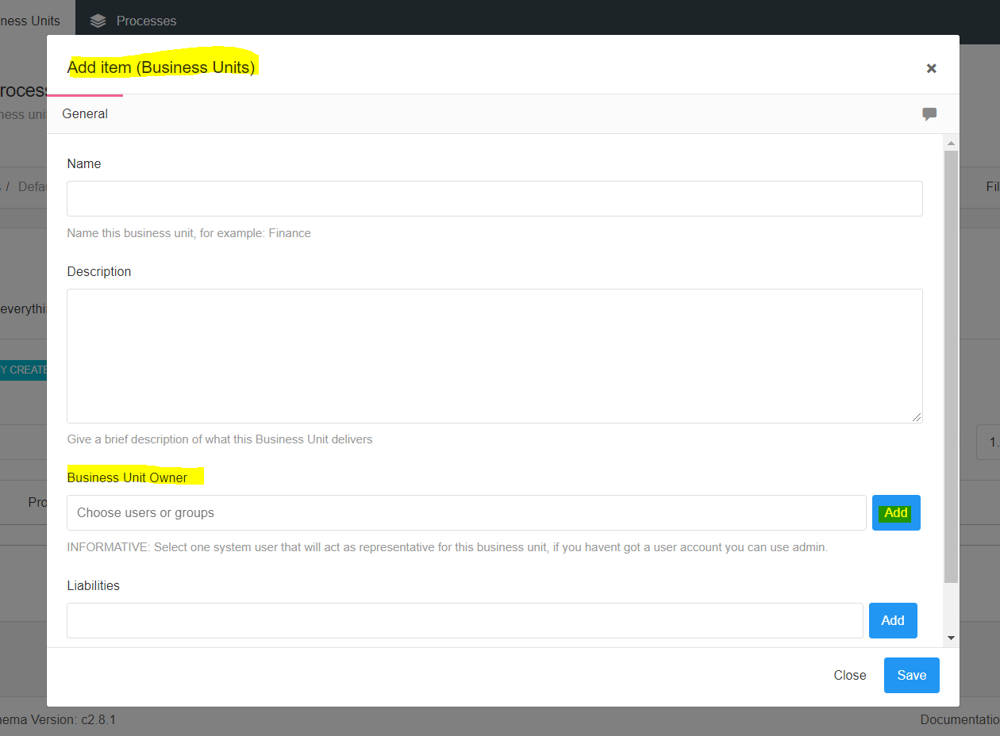 ness Units
Processes
Add item (Business Units)
×
rocess
ness unit
General
Name
/ Defau
Fil
Name this business unit, for example: Finance
Description
everythin
Y CREATE
Give a brief description of what this Business Unit delivers
1.
Business Unit Owner
Pro
Choose users or groups
Add
INFORMATIVE: Select one system user that will act as representative for this business unit, if you havent got a user account you can use admin.
Liabilities
Add
Close
Save
ema Version: c2.8.1
Documentatio